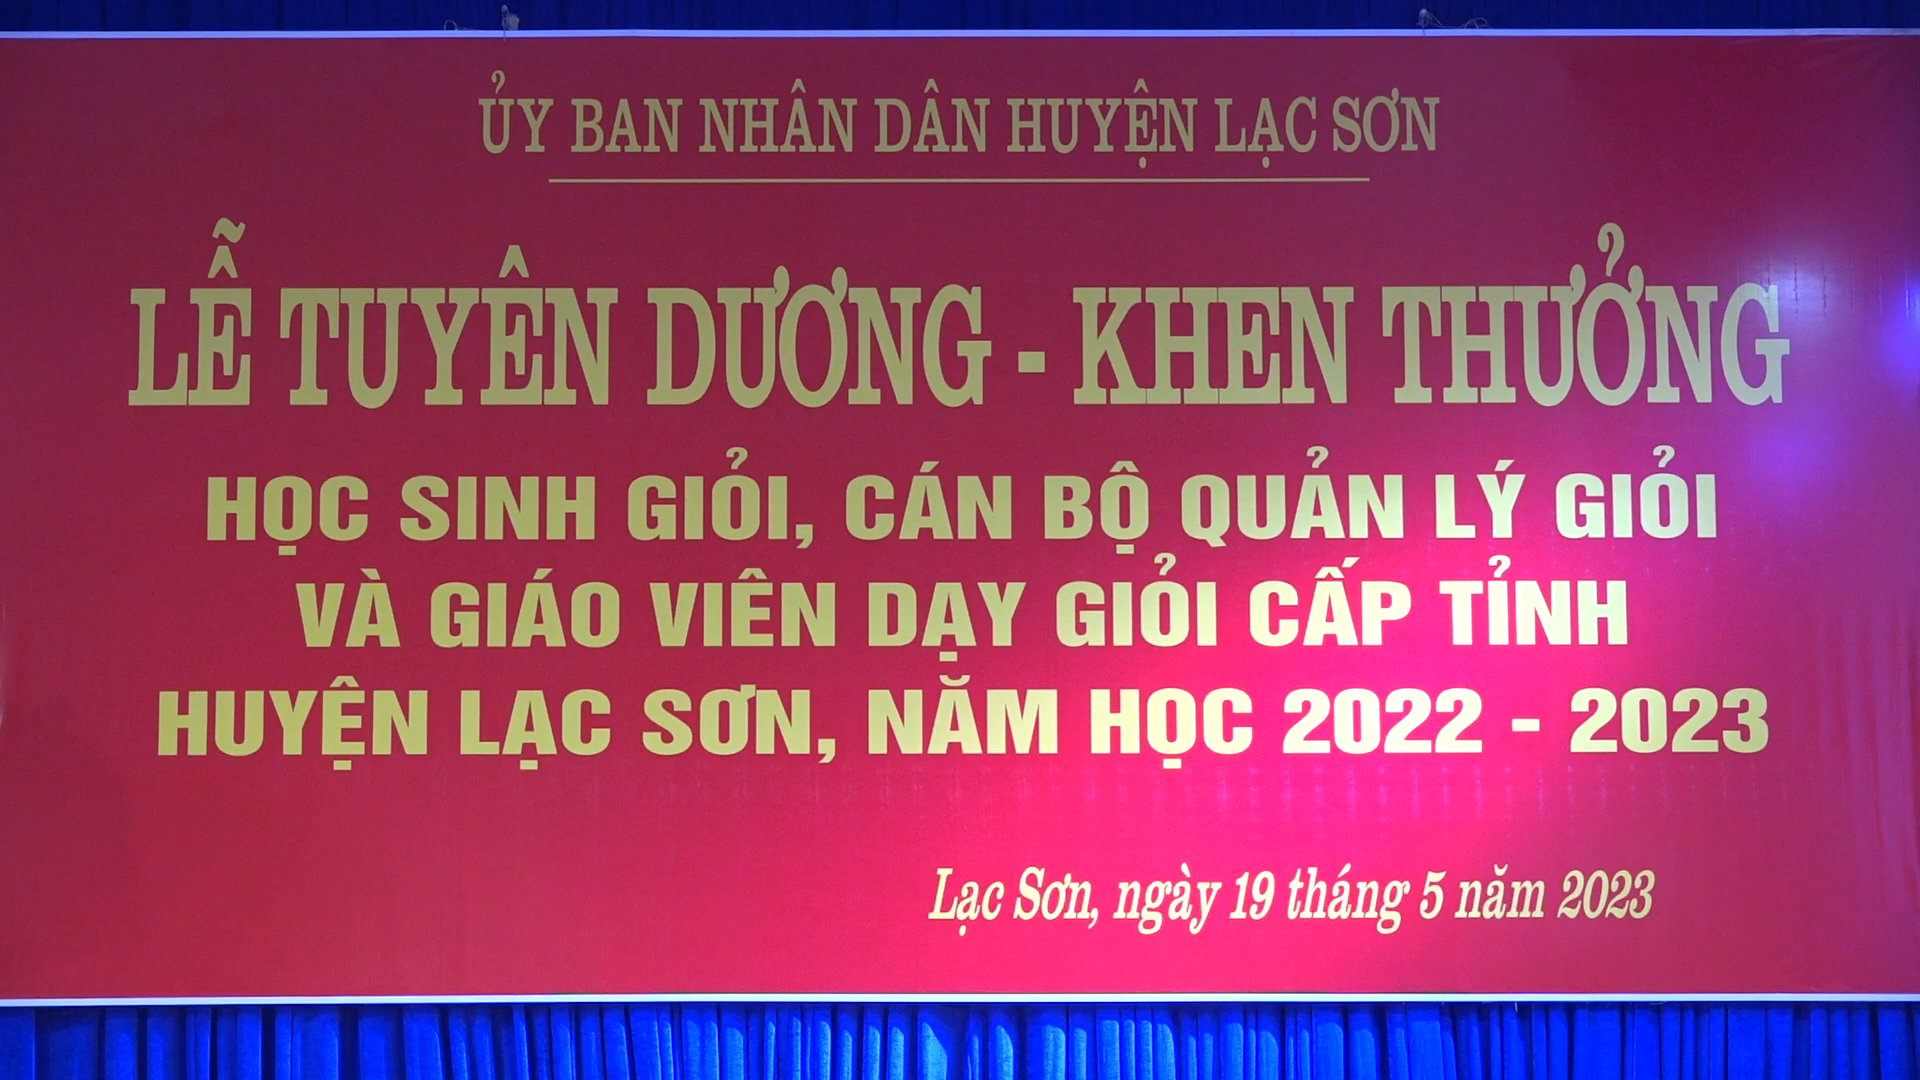 ỦY BAN NHÂN DÂN HUYỆN LẠC SƠN
LỄ TUYÊN DƯƠNG - KHEN THƯỞNG
HỌC SINH GIỎI, CÁN BỘ QUẢN LÝ GIỎI
VÀ GIÁO VIÊN DẠY GIỎI CẤP TỈNH
HUYỆN LẠC SƠN, NĂM HỌC 2022 - 2023
Lạc Sơn, ngày 19 tháng 5 năm 2023